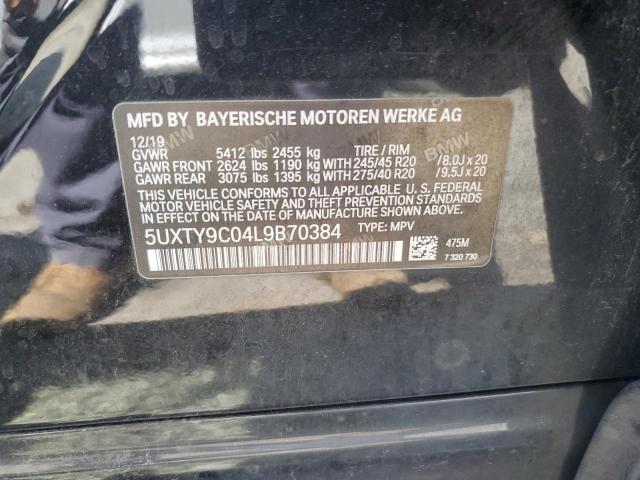 MFD BY BAYERISCHE MOTOREN WERKE AG
12/19
GVWR 5412 lbs 2455 kg TIRE / RIM
GAWR FRONT 2624 lbs 1190 kg WITH 245/45 R20 /8.0J x 20
GAWR REAR 3075 lbs 1395 kg WITH 275/40 R20 /9.5J x 20
THIS VEHICLE CONFORMS TO ALL APPLICABLE U.S. FEDERAL
MOTOR VEHICLE SAFETY AND THEFT PREVENTION STANDARDS
IN EFFECT ON THE DATE OF MANUFACTURE SHOWN ABOVE.
5UXTY9C04L9B70384 TYPE: MPV
475M
7 320 730